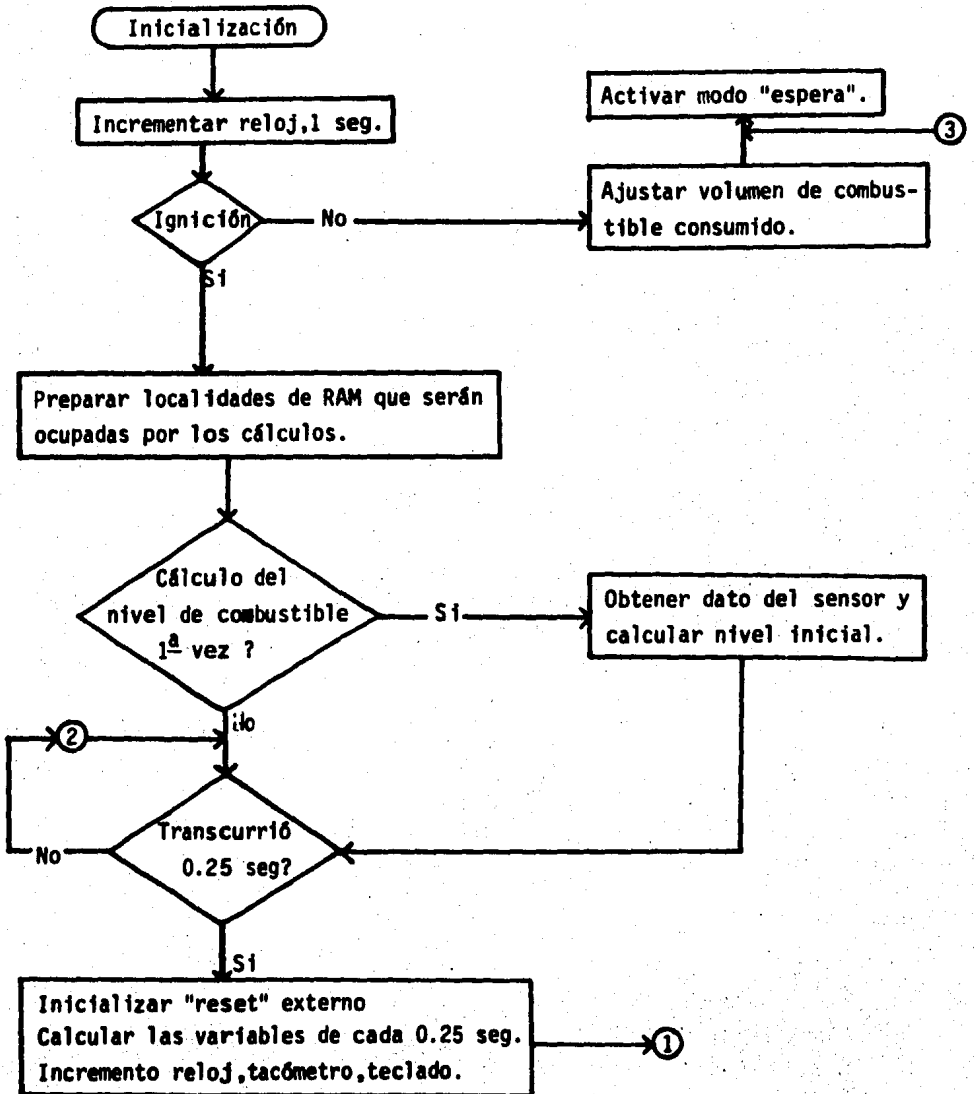 Inicialización
Incrementar reloj,1 seg.
Activar modo "espera".
3
Ignición
No
Ajustar volumen de combus-
tible consumido.
Si
Preparar localidades de RAM que serán
ocupadas por los cálculos.
Cálculo del
nivel de combustible
1ª vez ?
Si
Obtener dato del sensor y
calcular nivel inicial.
No
2
Transcurrió
0.25 seg?
No
Si
Inicializar "reset" externo
Calcular las variables de cada 0.25 seg.
Incremento reloj,tacómetro,teclado.
1